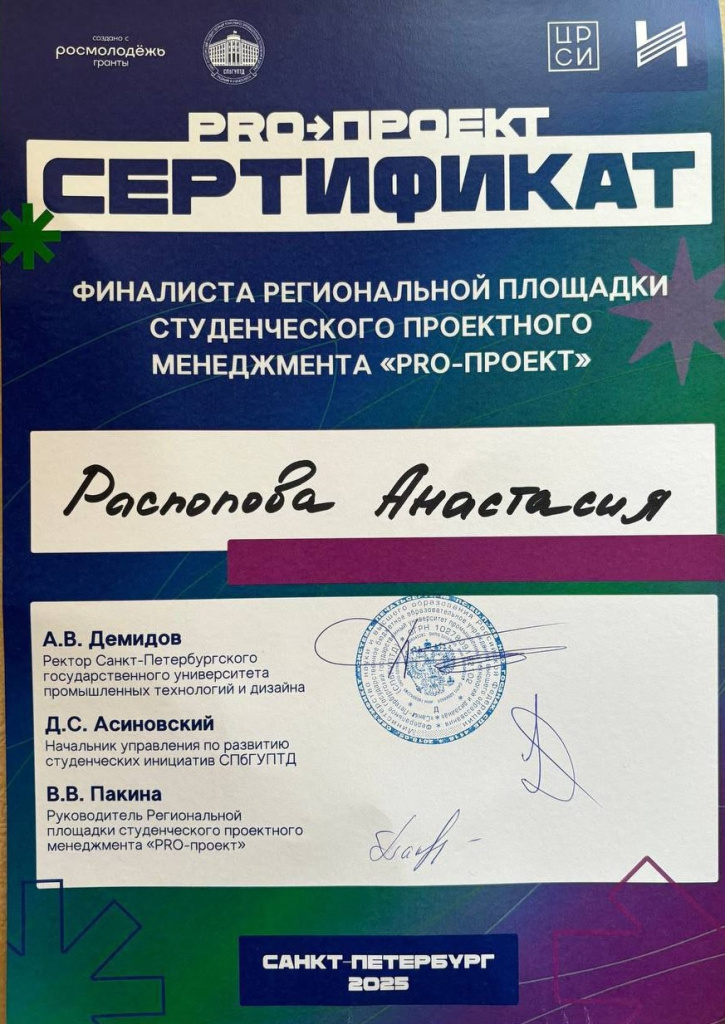 создано с
росмолодёжь
гранты
СПбГУПТД
ЦР
СИ
PRO→ПРОЕКТ
СЕРТИФИКАТ
ФИНАЛИСТА РЕГИОНАЛЬНОЙ ПЛОЩАДКИ
СТУДЕНЧЕСКОГО ПРОЕКТНОГО
МЕНЕДЖМЕНТА «PRO-ПРОЕКТ»
Распопова Анастасия
А.В. Демидов
Ректор Санкт-Петербургского
государственного университета
промышленных технологий и дизайна
Д.С. Асиновский
Начальник управления по развитию
студенческих инициатив СПбГУПТД
В.В. Пакина
Руководитель Региональной
площадки студенческого проектного
менеджмента «PRO-проект»
САНКТ-ПЕТЕРБУРГ
2025